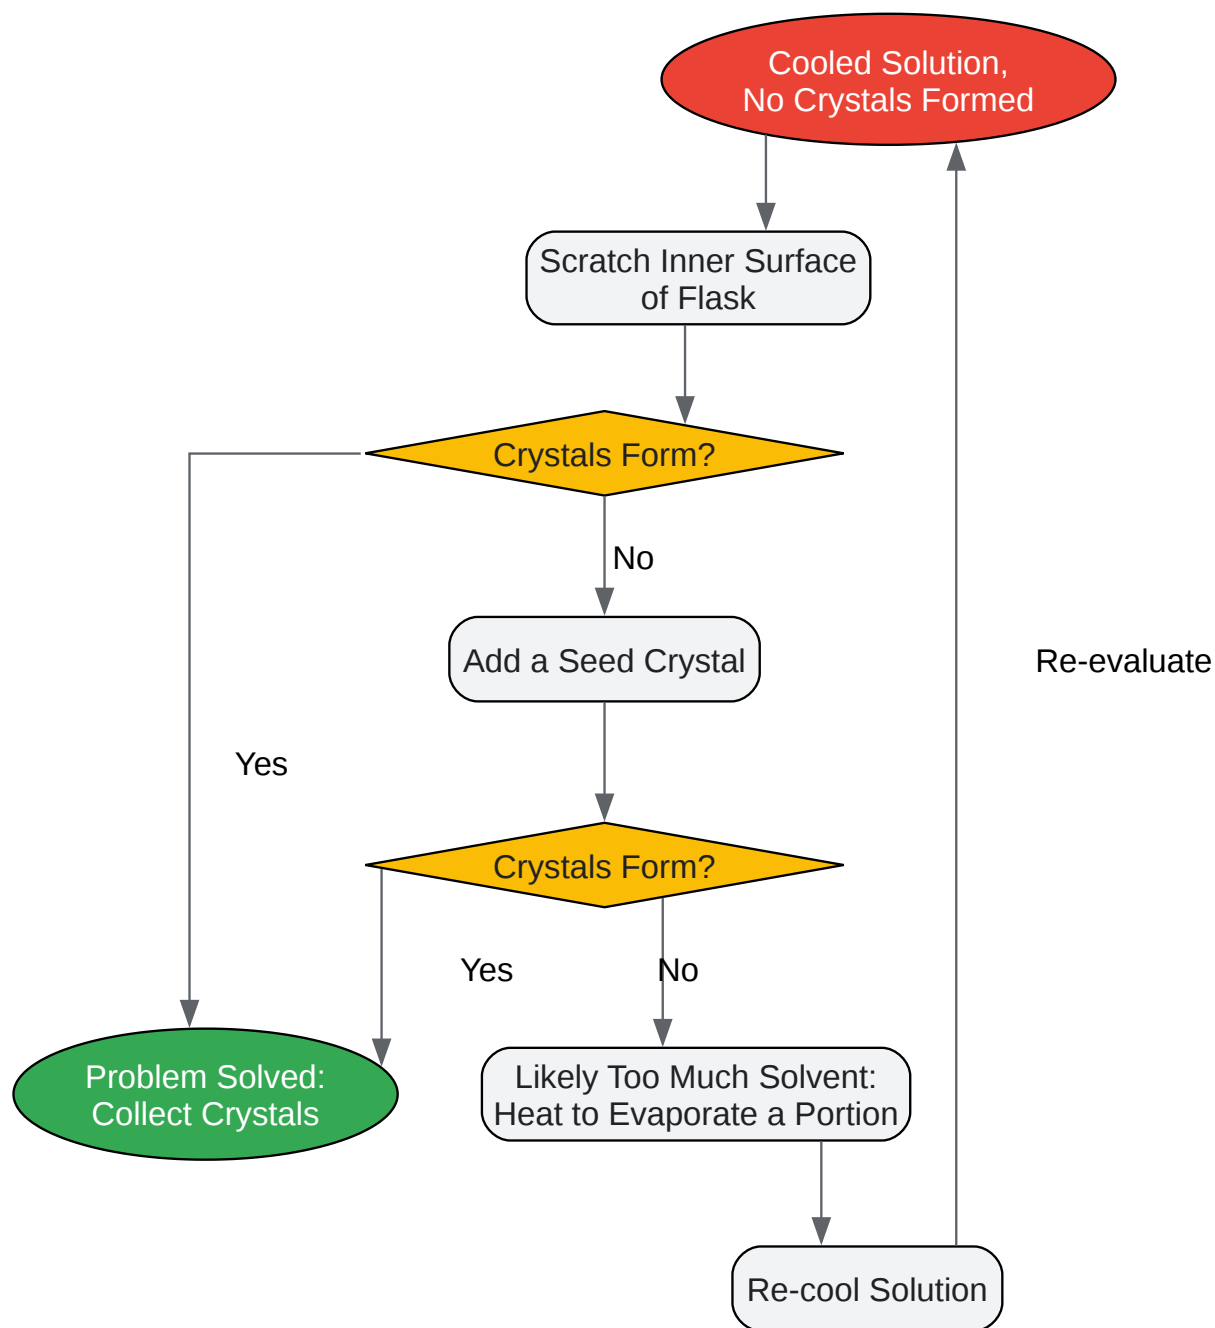 Cooled Solution,
No Crystals Formed
Scratch Inner Surface
of Flask
Crystals Form?
No
Add a Seed Crystal
Re-evaluate
Yes
Crystals Form?
Yes
No
Problem Solved:
Collect Crystals
Likely Too Much Solvent:
Heat to Evaporate a Portion
Re-cool Solution